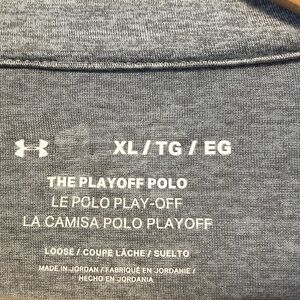 XL / TG / EG
THE PLAYOFF POLO
LE POLO PLAY-OFF
LA CAMISA POLO PLAYOFF
LOOSE / COUPE LÂCHE / SUELTO
MADE IN JORDAN / FABRIQUÉ EN JORDANIE /
HECHO EN JORDANIA